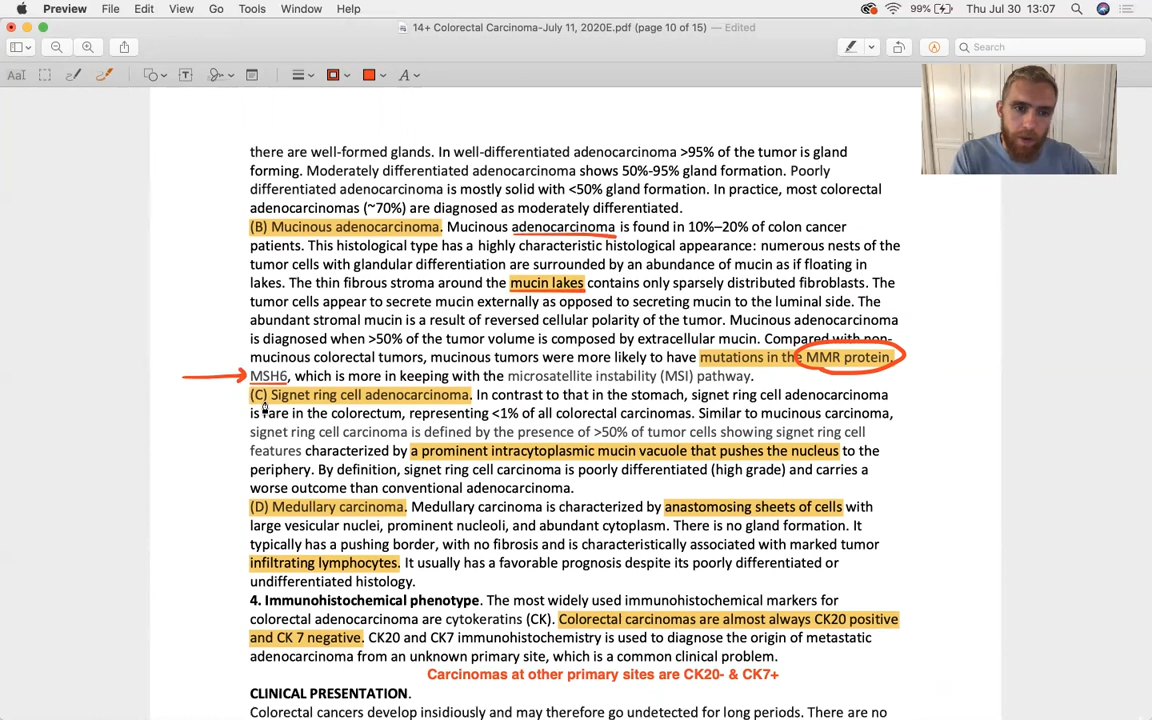 Preview File Edit View Go Tools Window Help 99% Thu Jul 30 13:07
14+ Colorectal Carcinoma-July 11, 2020E.pdf (page 10 of 15) — Edited
Search
AaI A
there are well-formed glands. In well-differentiated adenocarcinoma >95% of the tumor is gland
forming. Moderately differentiated adenocarcinoma shows 50%-95% gland formation. Poorly
differentiated adenocarcinoma is mostly solid with <50% gland formation. In practice, most colorectal
adenocarcinomas (~70%) are diagnosed as moderately differentiated.
(B) Mucinous adenocarcinoma. Mucinous adenocarcinoma is found in 10%–20% of colon cancer
patients. This histological type has a highly characteristic histological appearance: numerous nests of the
tumor cells with glandular differentiation are surrounded by an abundance of mucin as if floating in
lakes. The thin fibrous stroma around the mucin lakes contains only sparsely distributed fibroblasts. The
tumor cells appear to secrete mucin externally as opposed to secreting mucin to the luminal side. The
abundant stromal mucin is a result of reversed cellular polarity of the tumor. Mucinous adenocarcinoma
is diagnosed when >50% of the tumor volume is composed by extracellular mucin. Compared with non-
mucinous colorectal tumors, mucinous tumors were more likely to have mutations in the MMR protein,
MSH6, which is more in keeping with the microsatellite instability (MSI) pathway.
(C) Signet ring cell adenocarcinoma. In contrast to that in the stomach, signet ring cell adenocarcinoma
is rare in the colorectum, representing <1% of all colorectal carcinomas. Similar to mucinous carcinoma,
signet ring cell carcinoma is defined by the presence of >50% of tumor cells showing signet ring cell
features characterized by a prominent intracytoplasmic mucin vacuole that pushes the nucleus to the
periphery. By definition, signet ring cell carcinoma is poorly differentiated (high grade) and carries a
worse outcome than conventional adenocarcinoma.
(D) Medullary carcinoma. Medullary carcinoma is characterized by anastomosing sheets of cells with
large vesicular nuclei, prominent nucleoli, and abundant cytoplasm. There is no gland formation. It
typically has a pushing border, with no fibrosis and is characteristically associated with marked tumor
infiltrating lymphocytes. It usually has a favorable prognosis despite its poorly differentiated or
undifferentiated histology.
4. Immunohistochemical phenotype. The most widely used immunohistochemical markers for
colorectal adenocarcinoma are cytokeratins (CK). Colorectal carcinomas are almost always CK20 positive
and CK 7 negative. CK20 and CK7 immunohistochemistry is used to diagnose the origin of metastatic
adenocarcinoma from an unknown primary site, which is a common clinical problem.
Carcinomas at other primary sites are CK20- & CK7+
CLINICAL PRESENTATION.
Colorectal cancers develop insidiously and may therefore go undetected for long periods. There are no